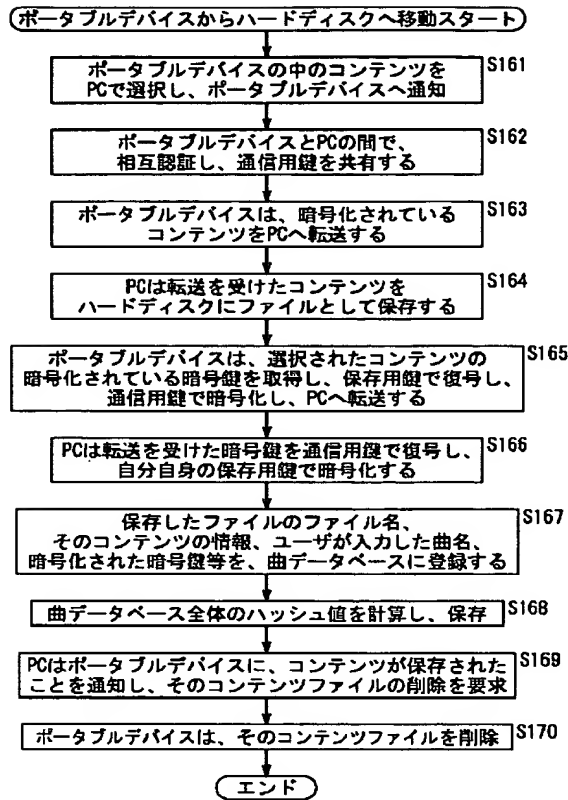 ポータブルデバイスからハードディスクへ移動スタート
ポータブルデバイスの中のコンテンツを
PCで選択し、ポータブルデバイスへ通知
S161
ポータブルデバイスとPCの間で、
相互認証し、通信用鍵を共有する
S162
ポータブルデバイスは、暗号化されている
コンテンツをPCへ転送する
S163
PCは転送を受けたコンテンツを
ハードディスクにファイルとして保存する
S164
ポータブルデバイスは、選択されたコンテンツの
暗号化されている暗号鍵を取得し、保存用鍵で復号し、
通信用鍵で暗号化し、PCへ転送する
S165
PCは転送を受けた暗号鍵を通信用鍵で復号し、
自分自身の保存用鍵で暗号化する
S166
保存したファイルのファイル名、
そのコンテンツの情報、ユーザが入力した曲名、
暗号化された暗号鍵等を、曲データベースに登録する
S167
曲データベース全体のハッシュ値を計算し、保存
S168
PCはポータブルデバイスに、コンテンツが保存された
ことを通知し、そのコンテンツファイルの削除を要求
S169
ポータブルデバイスは、そのコンテンツファイルを削除
S170
エンド